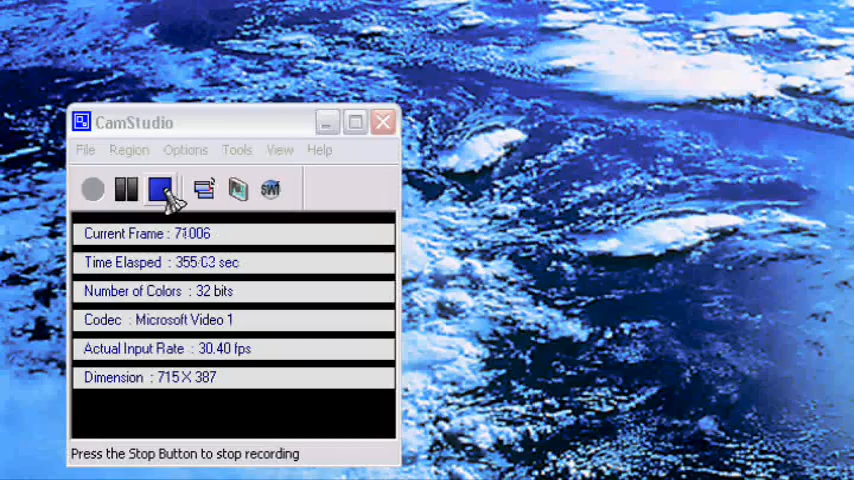 CamStudio
File Region Options Tools View Help
SWF
Current Frame : 71006
Time Elasped : 355.03 sec
Number of Colors : 32 bits
Codec : Microsoft Video 1
Actual Input Rate : 30.40 fps
Dimension : 715 X 387
Press the Stop Button to stop recording